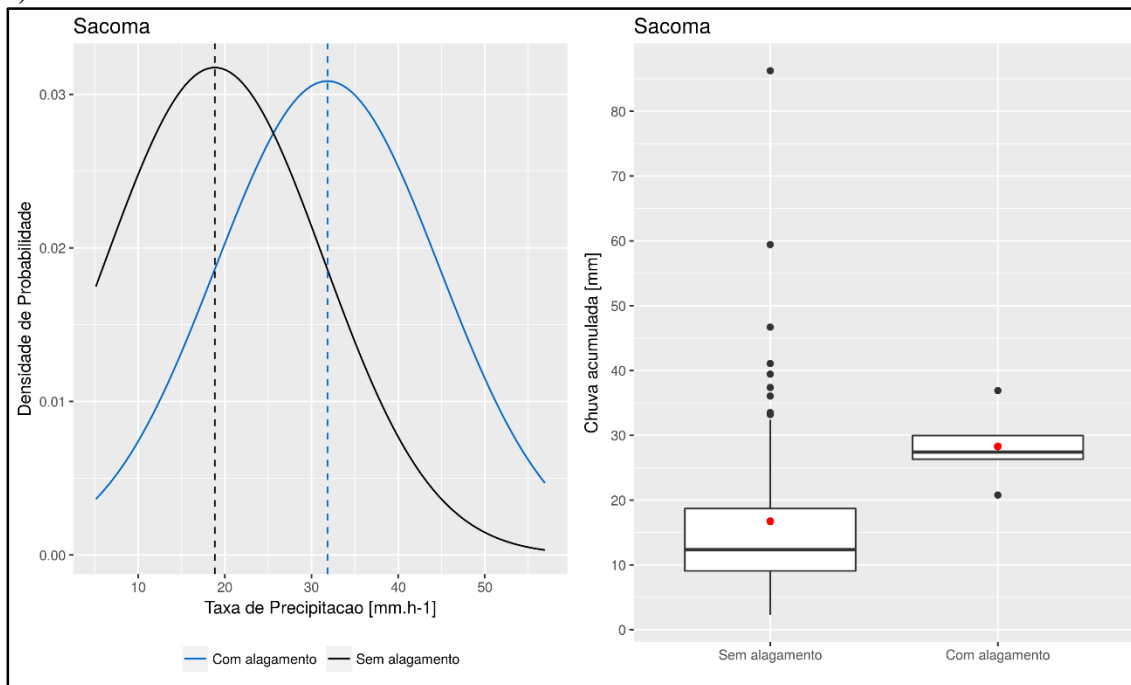 Sacoma
0.03
0.02
0.01
0.00
Densidade de Probabilidade
10 20 30 40 50
Taxa de Precipitacao [mm.h-1]
Com alagamento Sem alagamento
Sacoma
80
70
60
50
40
30
20
10
0
Chuva acumulada [mm]
Sem alagamento Com alagamento